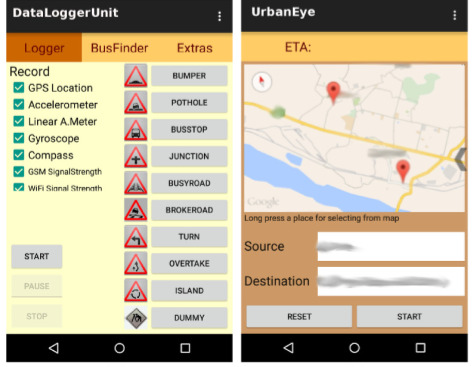 DataLoggerUnit
Logger BusFinder Extras
Record
GPS Location
Accelerometer
Linear A.Meter
Gyroscope
Compass
GSM SignalStrength
WiFi Signal Strength
START
PAUSE
STOP
BUMPER
POTHOLE
BUSSTOP
JUNCTION
BUSYROAD
BROKEROAD
TURN
OVERTAKE
ISLAND
DUMMY
UrbanEye
ETA:
Google
Long press a place for selecting from map
Source
Destination
RESET START